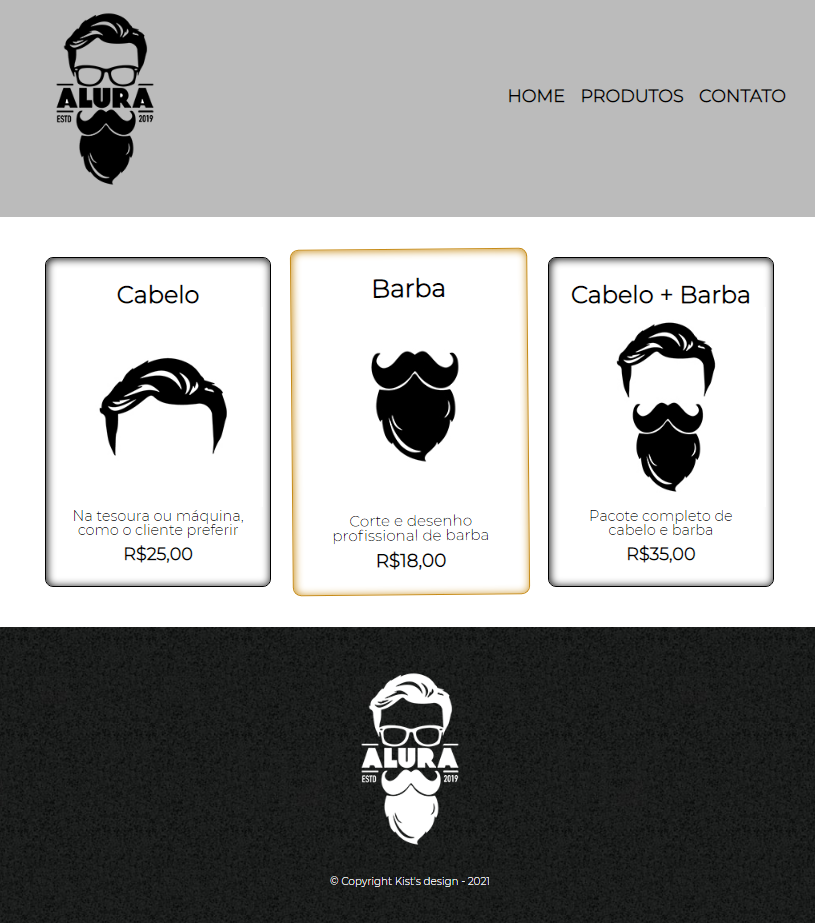 ALURA
ESTD 2019
HOME PRODUTOS CONTATO
Cabelo
Na tesoura ou máquina,
como o cliente preferir
R$25,00
Barba
Corte e desenho
profissional de barba
R$18,00
Cabelo + Barba
Pacote completo de
cabelo e barba
R$35,00
ALURA
ESTD 2019
© Copyright Kist's design - 2021